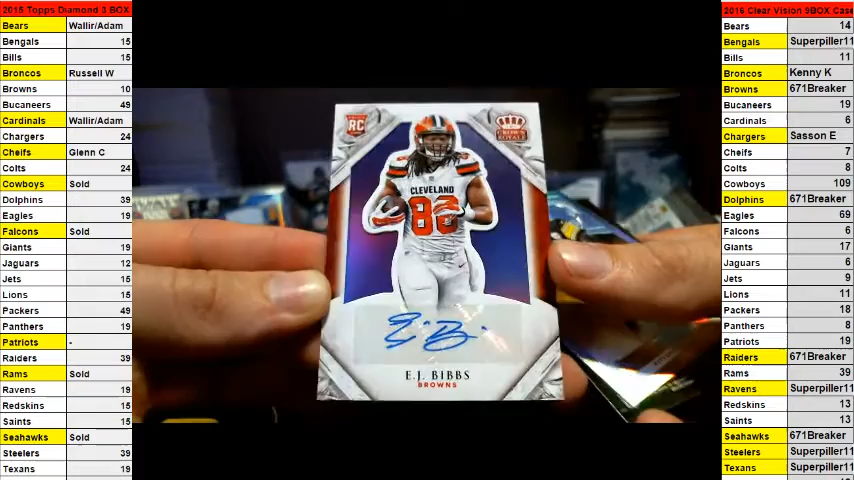 2015 Topps Diamond 3 BOX
Bears Wallir/Adam
Bengals 15
Bills 15
Broncos Russell W
Browns 10
Bucaneers 49
Cardinals Wallir/Adam
Chargers 24
Cheifs Glenn C
Colts 24
Cowboys Sold
Dolphins 39
Eagles 19
Falcons Sold
Giants 19
Jaguars 12
Jets 15
Lions 15
Packers 49
Panthers 19
Patriots -
Raiders 39
Rams Sold
Ravens 19
Redskins 15
Saints 15
Seahawks Sold
Steelers 39
Texans 19
RC
CROWN
ROYALE
CLEVELAND
88
E.J. BIBBS
BROWNS
2016 Clear Vision 9BOX Case
Bears 14
Bengals Superpiller11
Bills 11
Broncos Kenny K
Browns 671Breaker
Bucaneers 19
Cardinals 6
Chargers Sasson E
Cheifs 7
Colts 8
Cowboys 109
Dolphins 671Breaker
Eagles 69
Falcons 6
Giants 17
Jaguars 6
Jets 9
Lions 11
Packers 18
Panthers 8
Patriots 19
Raiders 671Breaker
Rams 39
Ravens Superpiller11
Redskins 13
Saints 13
Seahawks 671Breaker
Steelers Superpiller11
Texans Superpiller11